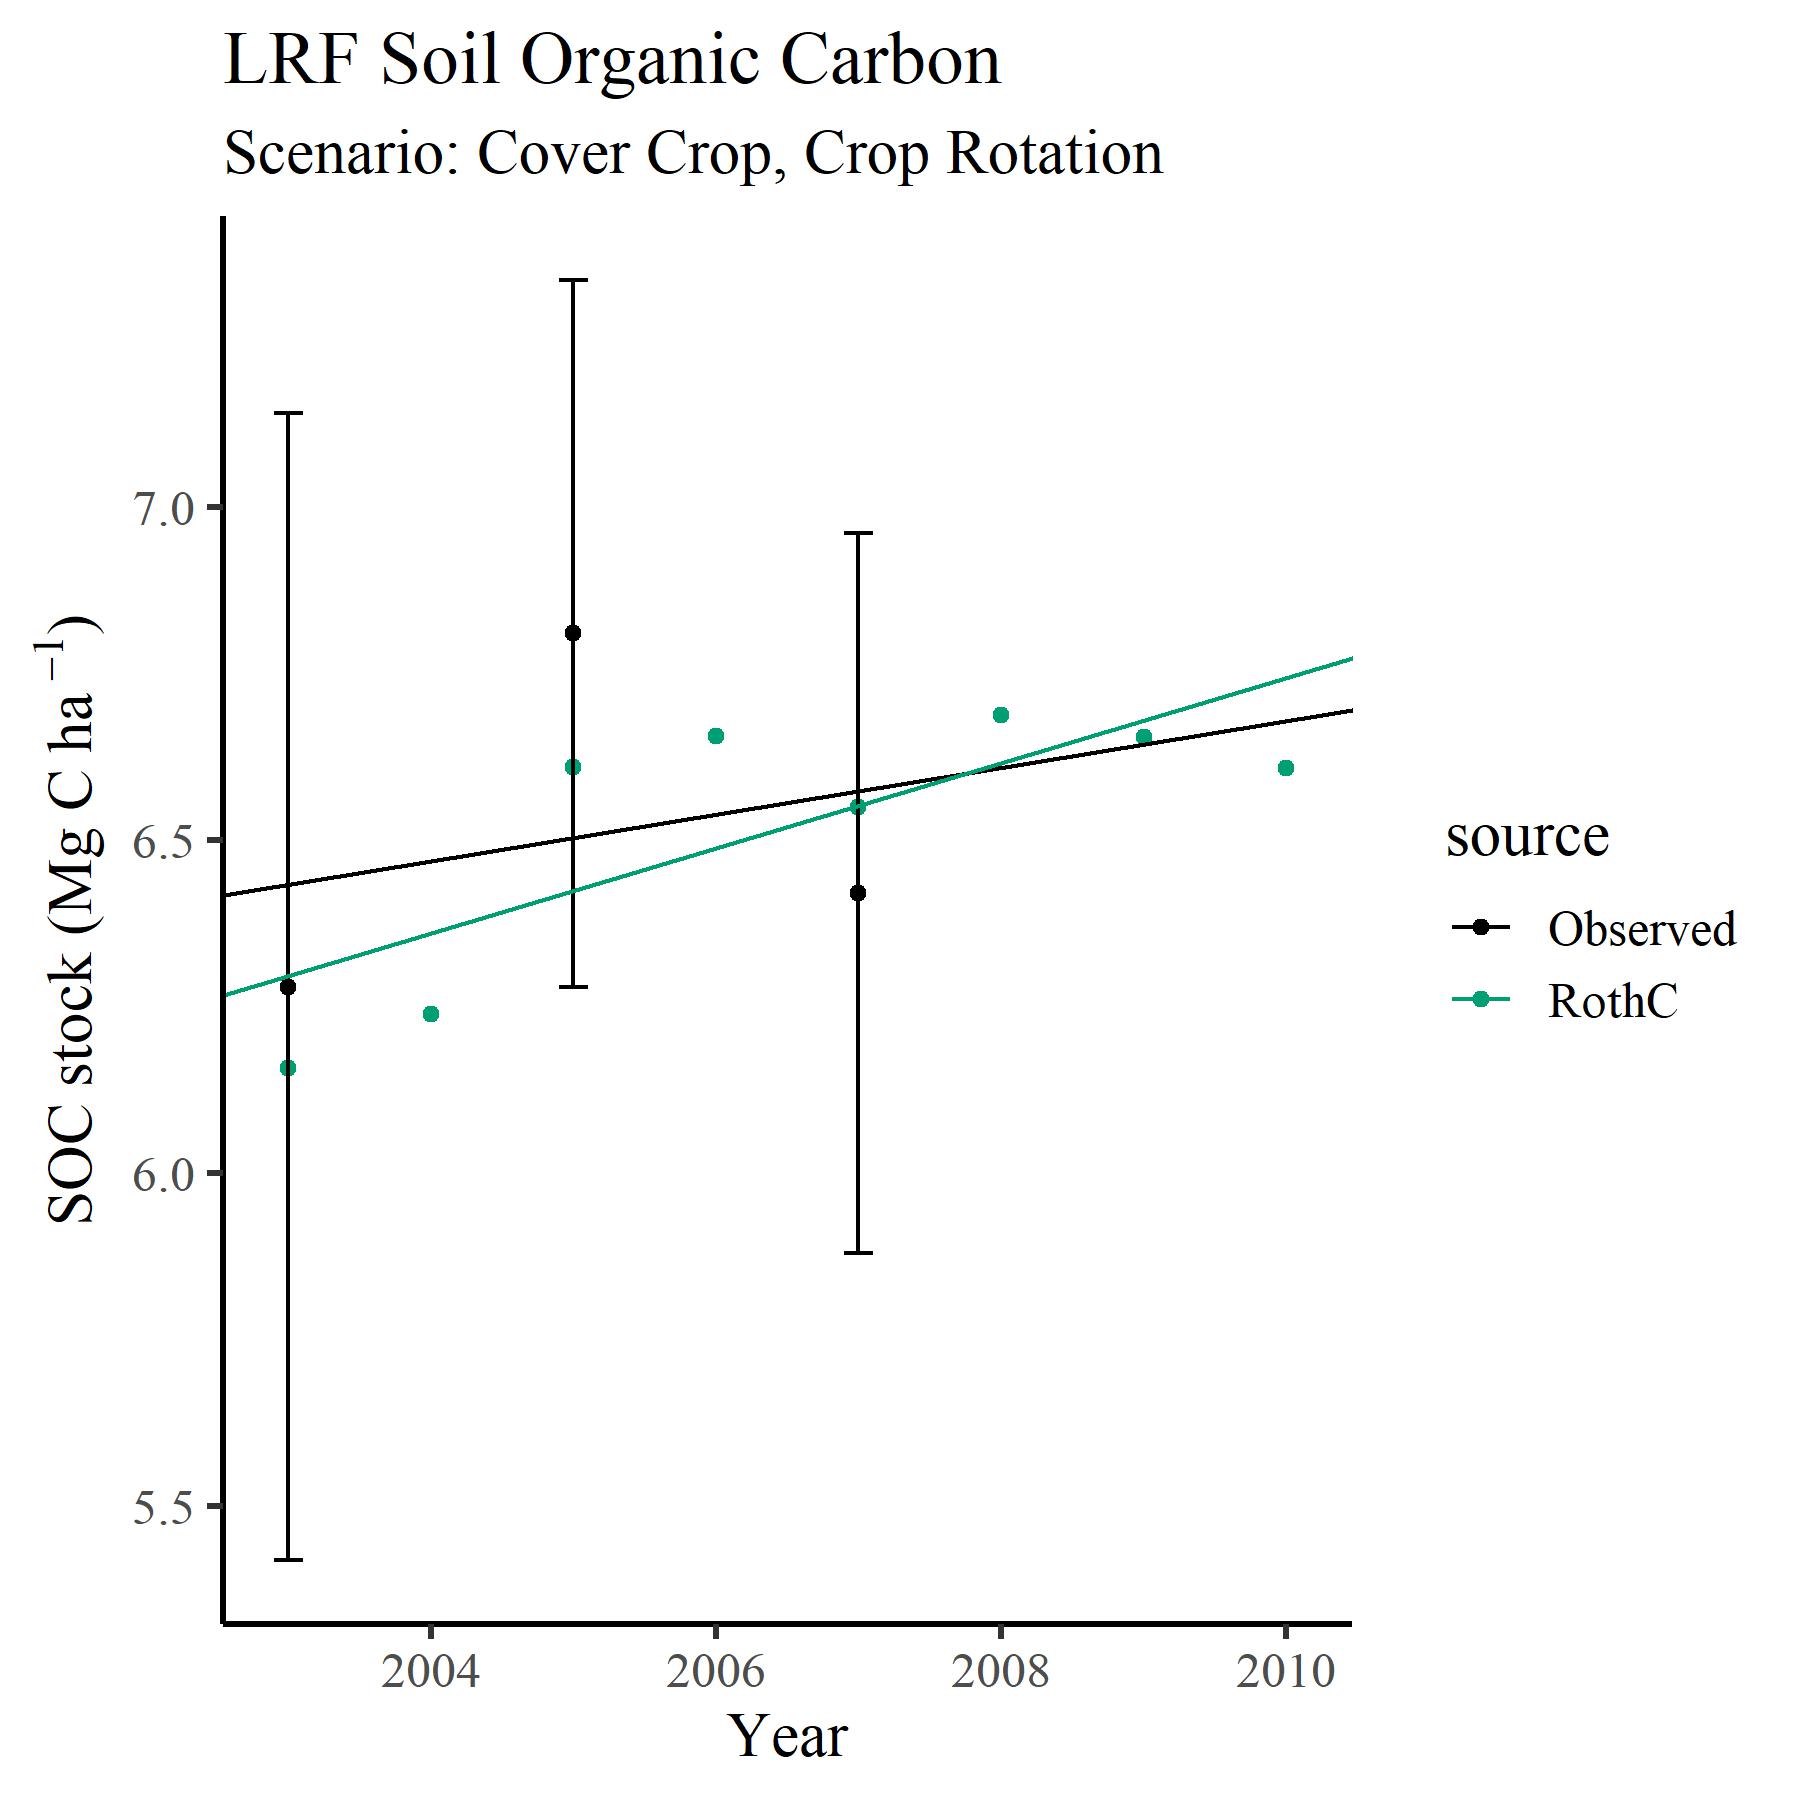 LRF Soil Organic Carbon
Scenario: Cover Crop, Crop Rotation
SOC stock (Mg C ha⁻¹)
7.0
6.5
6.0
5.5
2004 2006 2008 2010
Year
source
Observed
RothC